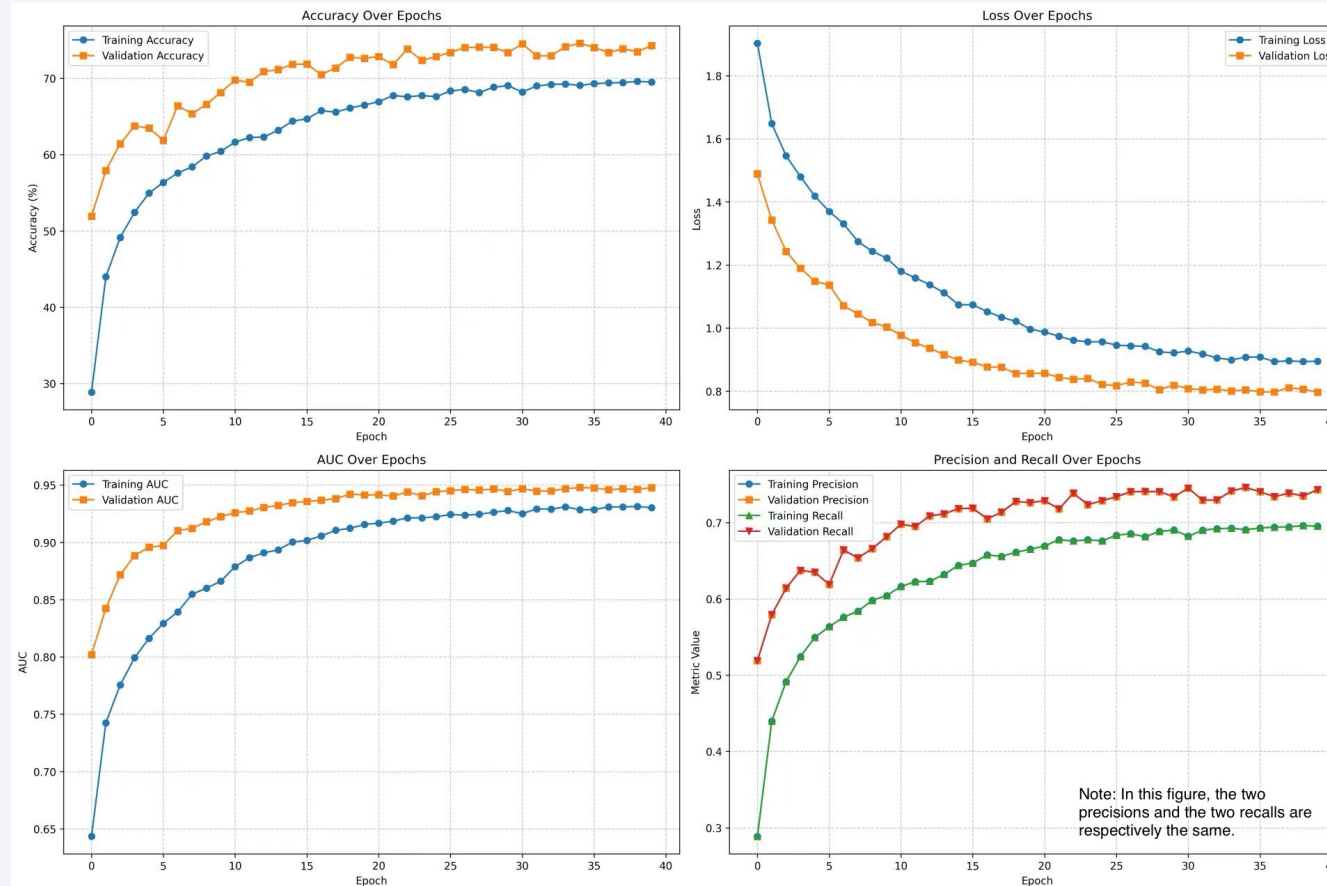 Accuracy Over Epochs
Training Accuracy
Validation Accuracy
Accuracy (%)
70
60
50
40
30
0 5 10 15 20 25 30 35 40
Epoch
Loss Over Epochs
Training Loss
Validation Los
Loss
1.8
1.6
1.4
1.2
1.0
0.8
0 5 10 15 20 25 30 35
Epoch
AUC Over Epochs
Training AUC
Validation AUC
AUC
0.95
0.90
0.85
0.80
0.75
0.70
0.65
0 5 10 15 20 25 30 35 40
Epoch
Precision and Recall Over Epochs
Training Precision
Validation Precision
Training Recall
Validation Recall
Metric Value
0.7
0.6
0.5
0.4
0.3
Note: In this figure, the two
precisions and the two recalls are
respectively the same.
0 5 10 15 20 25 30 35
Epoch